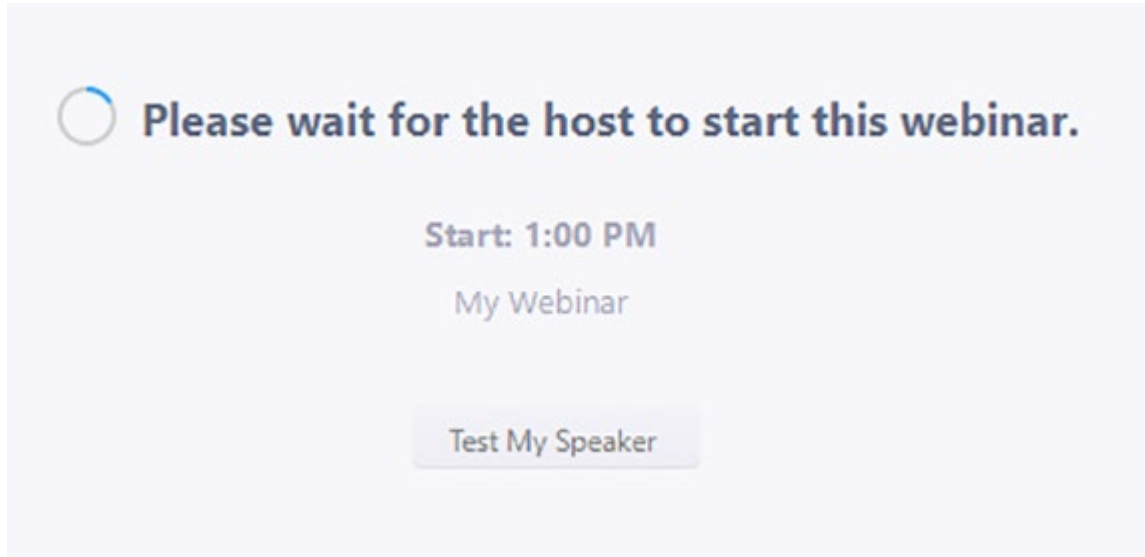 Please wait for the host to start this webinar.
Start: 1:00 PM
My Webinar
Test My Speaker